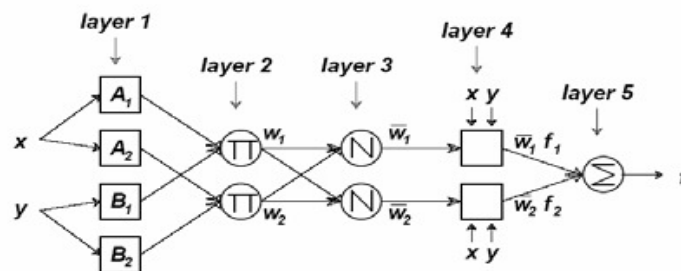 layer 1
layer 2
layer 3
layer 4
layer 5
x y
A₁
x
A₂
B₁
y
B₂
Π w₁
Π w₂
N w̅₁
N w̅₂
w̅₁ f₁
w̅₂ f₂
Σ
x y